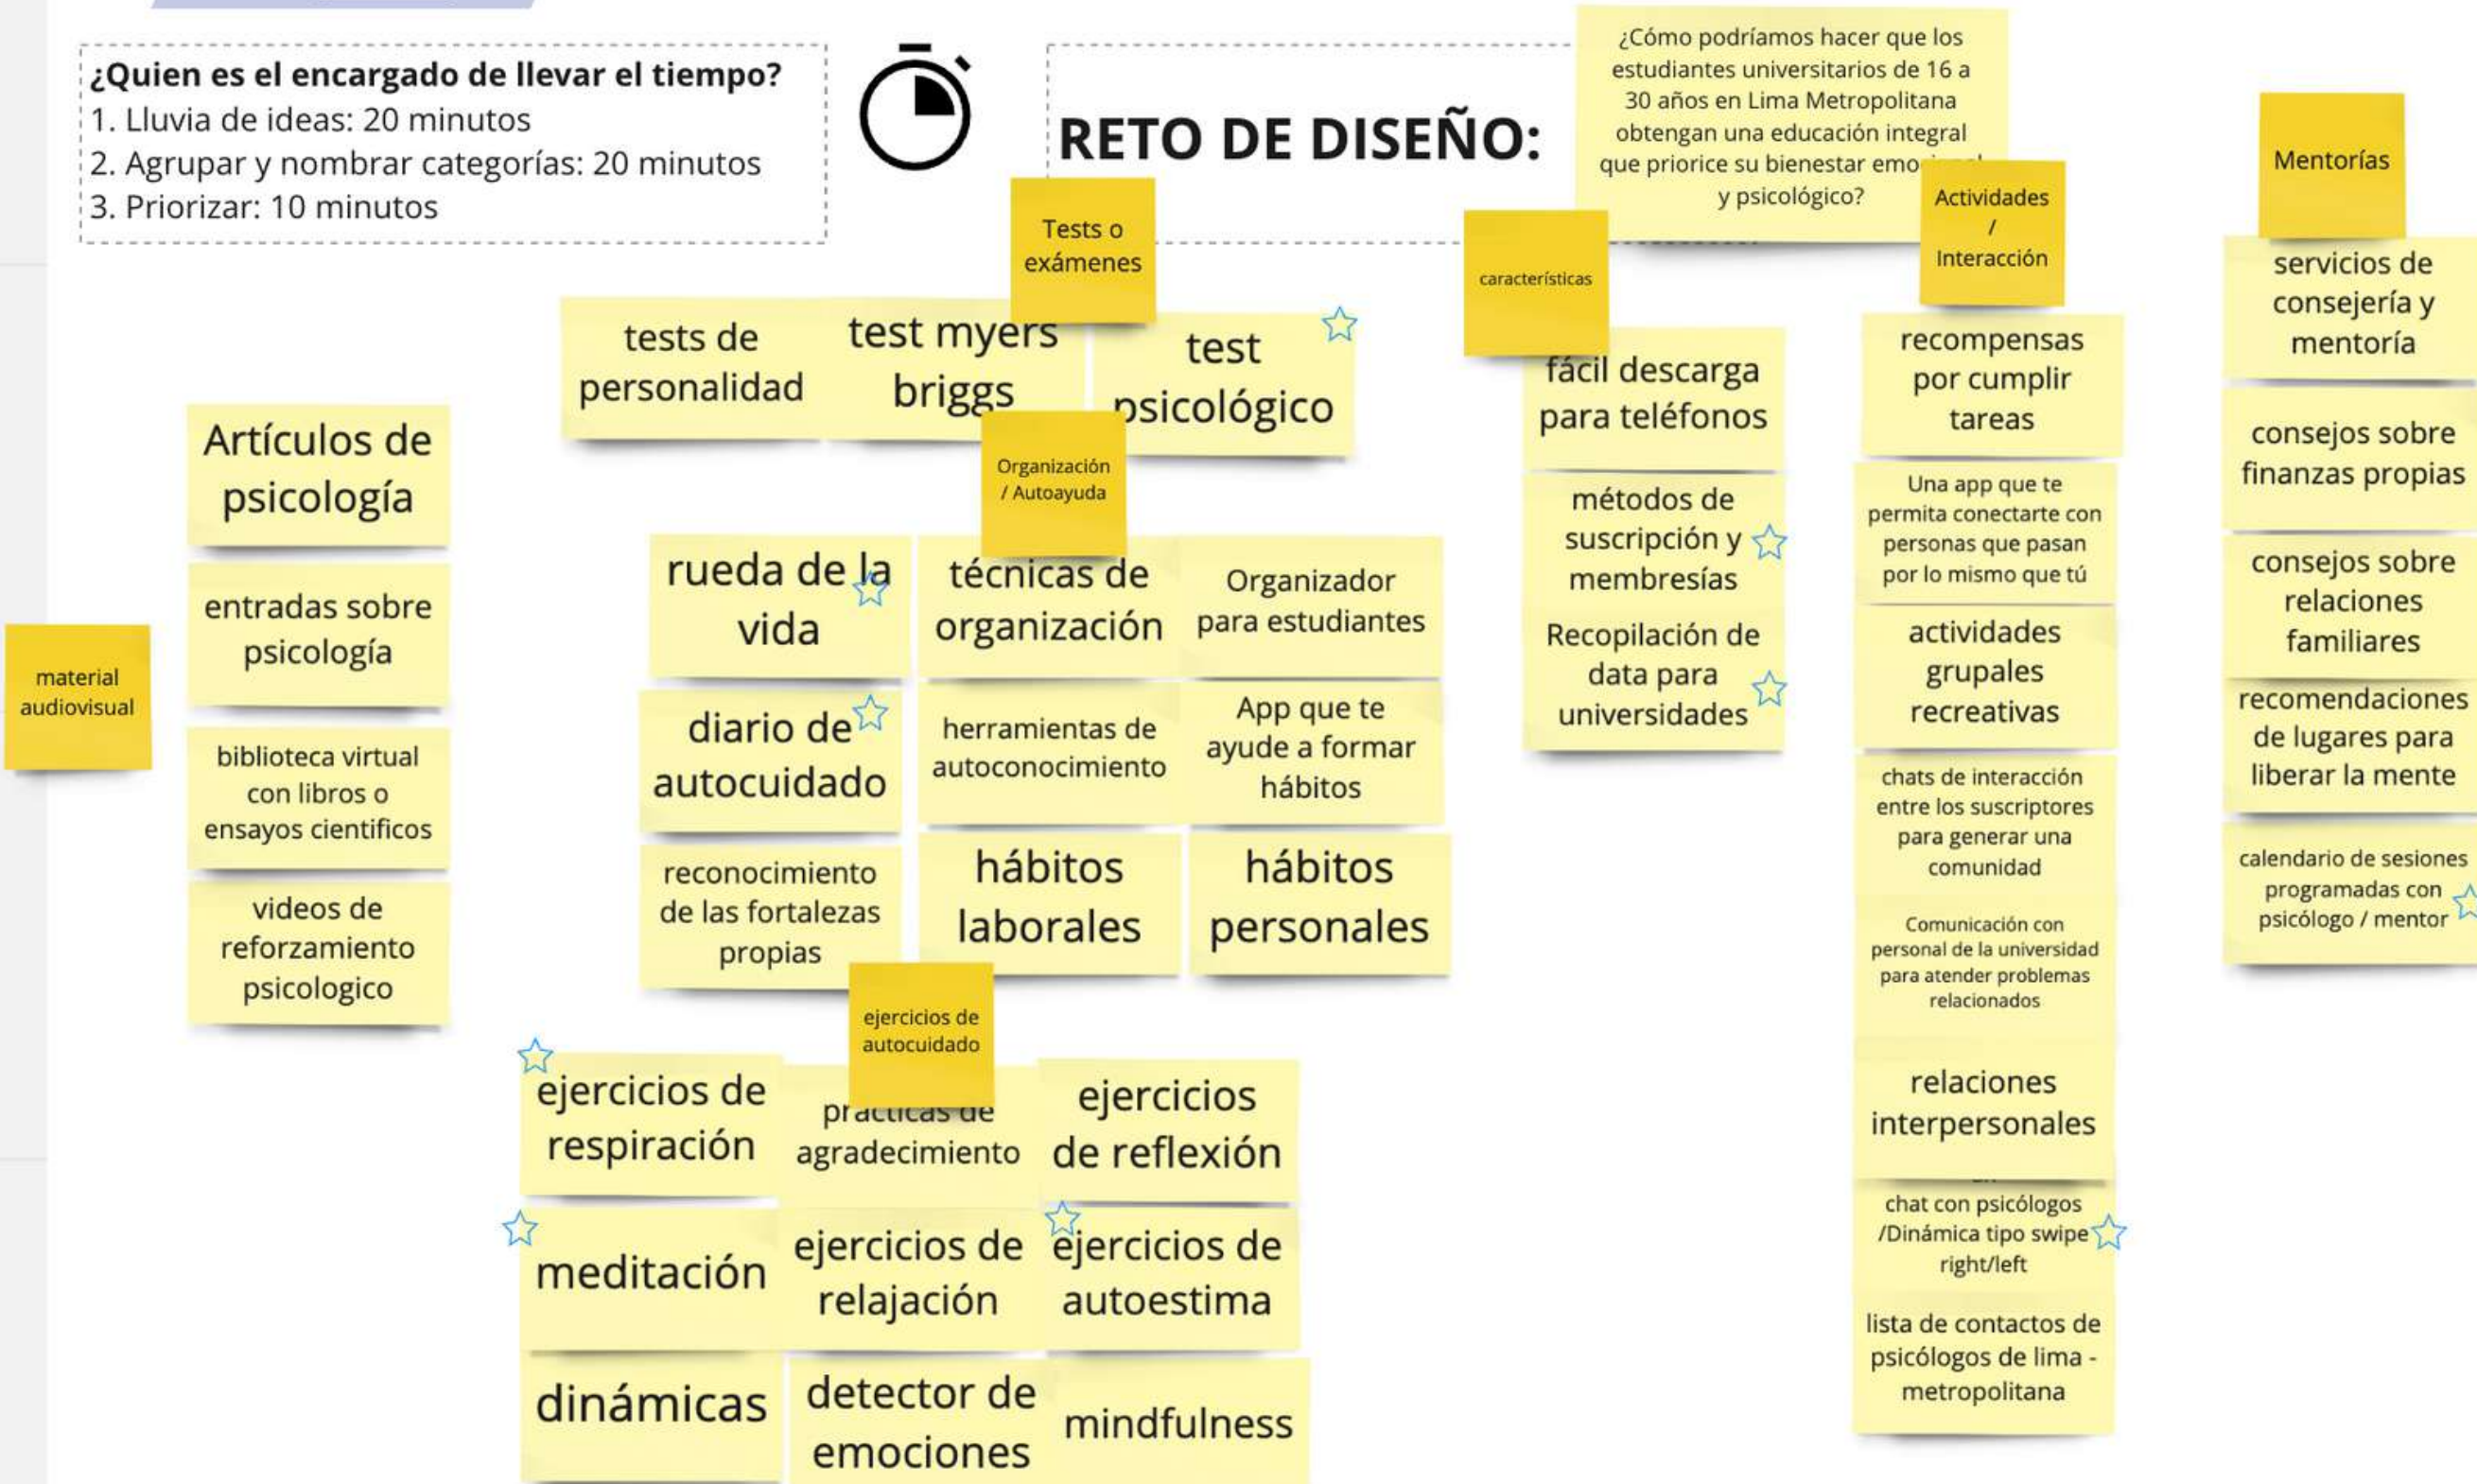 ¿Quien es el encargado de llevar el tiempo?
1. Lluvia de ideas: 20 minutos
2. Agrupar y nombrar categorías: 20 minutos
3. Priorizar: 10 minutos
RETO DE DISEÑO:
¿Cómo podríamos hacer que los
estudiantes universitarios de 16 a
30 años en Lima Metropolitana
obtengan una educación integral
que priorice su bienestar
y psicológico?
material
audiovisual
Artículos de
psicología
entradas sobre
psicología
biblioteca virtual
con libros o
ensayos cientificos
videos de
reforzamiento
psicologico
Tests o
exámenes
tests de
personalidad
test myers
briggs
test
psicológico
Organización
/ Autoayuda
rueda de la
vida
técnicas de
organización
Organizador
para estudiantes
diario de
autocuidado
herramientas de
autoconocimiento
App que te
ayude a formar
hábitos
reconocimiento
de las fortalezas
propias
hábitos
laborales
hábitos
personales
ejercicios de
autocuidado
ejercicios de
respiración
prácticas de
agradecimiento
ejercicios
de reflexión
meditación
ejercicios de
relajación
ejercicios de
autoestima
dinámicas
detector de
emociones
mindfulness
características
fácil descarga
para teléfonos
métodos de
suscripción y
membresías
Recopilación de
data para
universidades
Actividades
/
Interacción
recompensas
por cumplir
tareas
Una app que te
permita conectarte con
personas que pasan
por lo mismo que tú
actividades
grupales
recreativas
chats de interacción
entre los suscriptores
para generar una
comunidad
Comunicación con
personal de la universidad
para atender problemas
relacionados
relaciones
interpersonales
chat con psicólogos
/Dinámica tipo swipe
right/left
lista de contactos de
psicólogos de lima -
metropolitana
Mentorías
servicios de
consejería y
mentoría
consejos sobre
finanzas propias
consejos sobre
relaciones
familiares
recomendaciones
de lugares para
liberar la mente
calendario de sesiones
programadas con
psicólogo / mentor